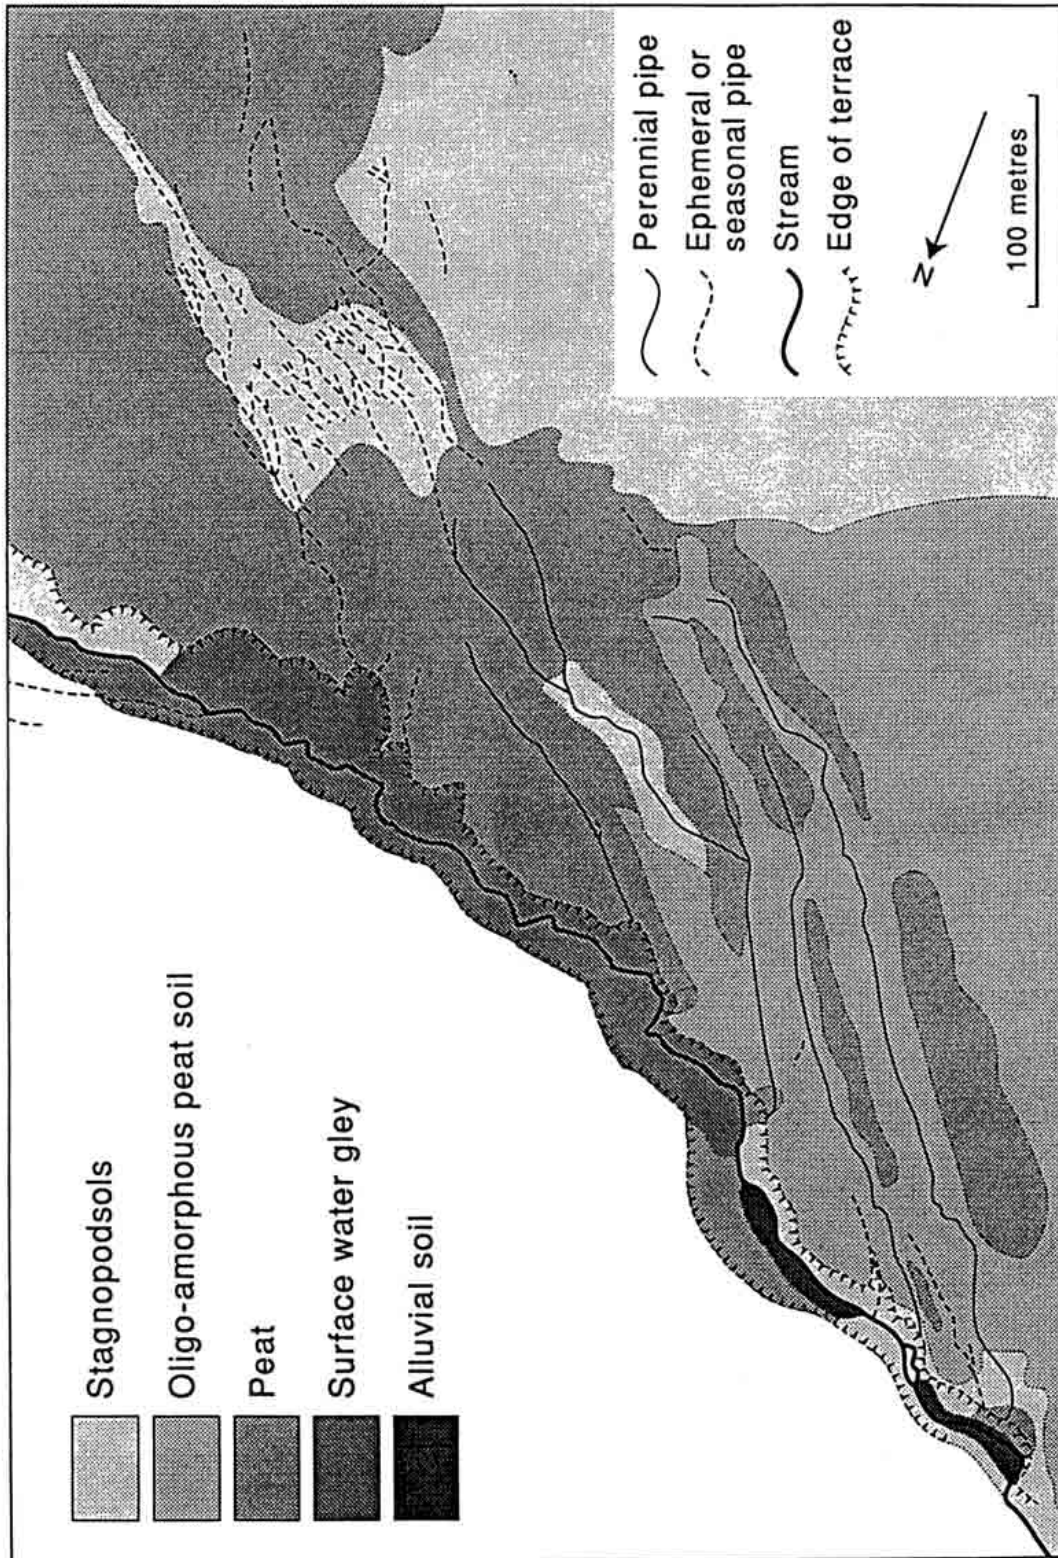 Stagnopodsols
Oligo-amorphous peat soil
Peat
Surface water gley
Alluvial soil
Perennial pipe
Ephemeral or
seasonal pipe
Stream
Edge of terrace
N
100 metres